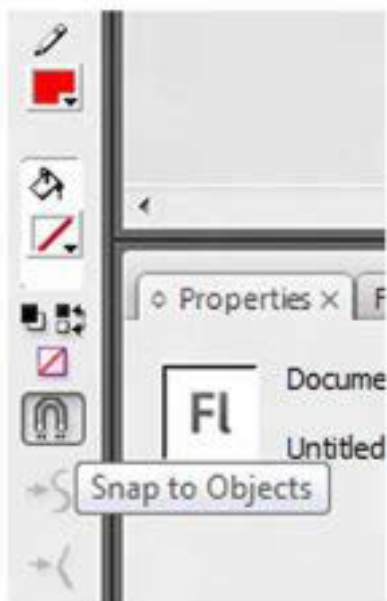 Properties × F
Fl
Docume
Untitled
Snap to Objects